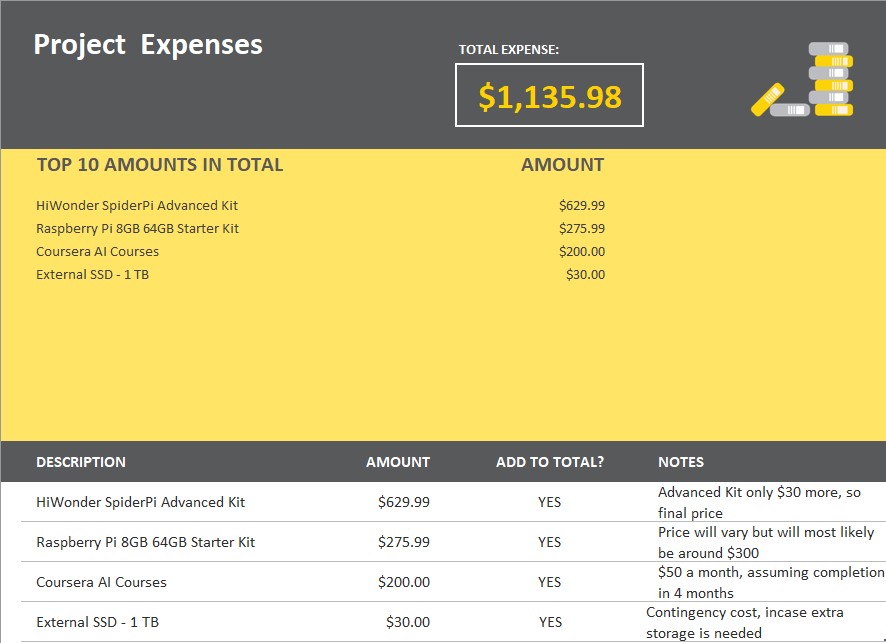 Project Expenses
TOTAL EXPENSE:
$1,135.98
TOP 10 AMOUNTS IN TOTAL AMOUNT
HiWonder SpiderPi Advanced Kit $629.99
Raspberry Pi 8GB 64GB Starter Kit $275.99
Coursera AI Courses $200.00
External SSD - 1 TB $30.00
DESCRIPTION AMOUNT ADD TO TOTAL? NOTES
HiWonder SpiderPi Advanced Kit $629.99 YES Advanced Kit only $30 more, so
final price
Raspberry Pi 8GB 64GB Starter Kit $275.99 YES Price will vary but will most likely
be around $300
Coursera AI Courses $200.00 YES $50 a month, assuming completion
in 4 months
External SSD - 1 TB $30.00 YES Contingency cost, incase extra
storage is needed